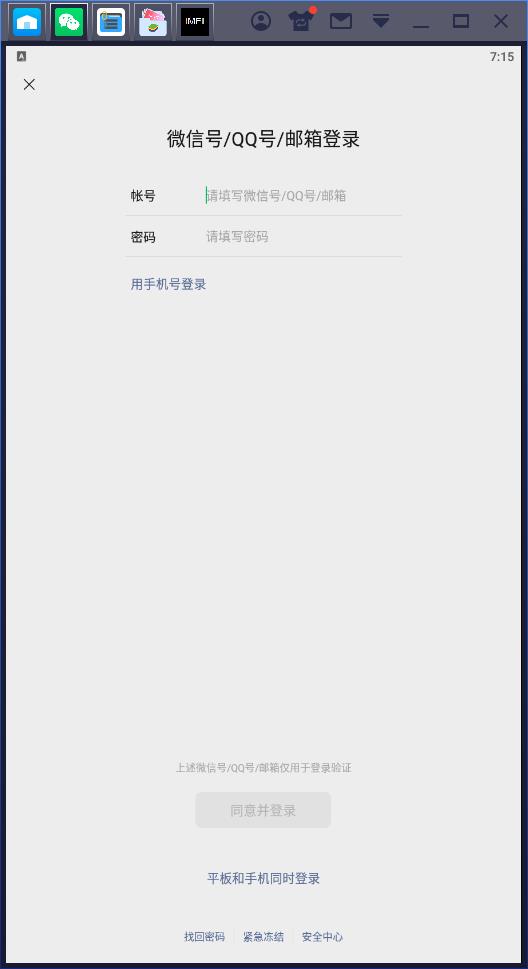 IMEI
A
7:15
微信号/QQ号/邮箱登录
帐号 请填写微信号/QQ号/邮箱
密码 请填写密码
用手机号登录
上述微信号/QQ号/邮箱仅用于登录验证
同意并登录
平板和手机同时登录
找回密码 紧急冻结 安全中心